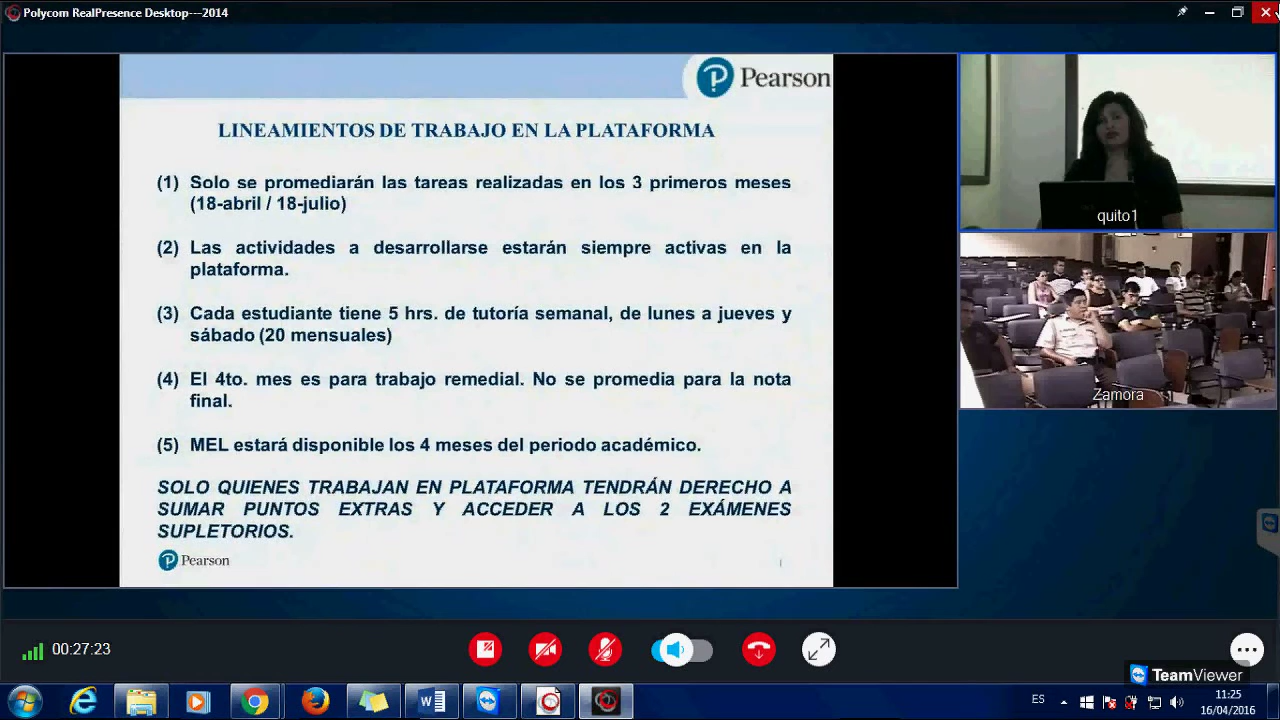 Polycom RealPresence Desktop---2014
Pearson
LINEAMIENTOS DE TRABAJO EN LA PLATAFORMA
(1) Solo se promediarán las tareas realizadas en los 3 primeros meses
(18-abril / 18-julio)
(2) Las actividades a desarrollarse estarán siempre activas en la
plataforma.
(3) Cada estudiante tiene 5 hrs. de tutoría semanal, de lunes a jueves y
sábado (20 mensuales)
(4) El 4to. mes es para trabajo remedial. No se promedia para la nota
final.
(5) MEL estará disponible los 4 meses del periodo académico.
SOLO QUIENES TRABAJAN EN PLATAFORMA TENDRÁN DERECHO A
SUMAR PUNTOS EXTRAS Y ACCEDER A LOS 2 EXÁMENES
SUPLETORIOS.
Pearson
quito1
Zamora
00:27:23
TeamViewer
ES
11:25
16/04/2016